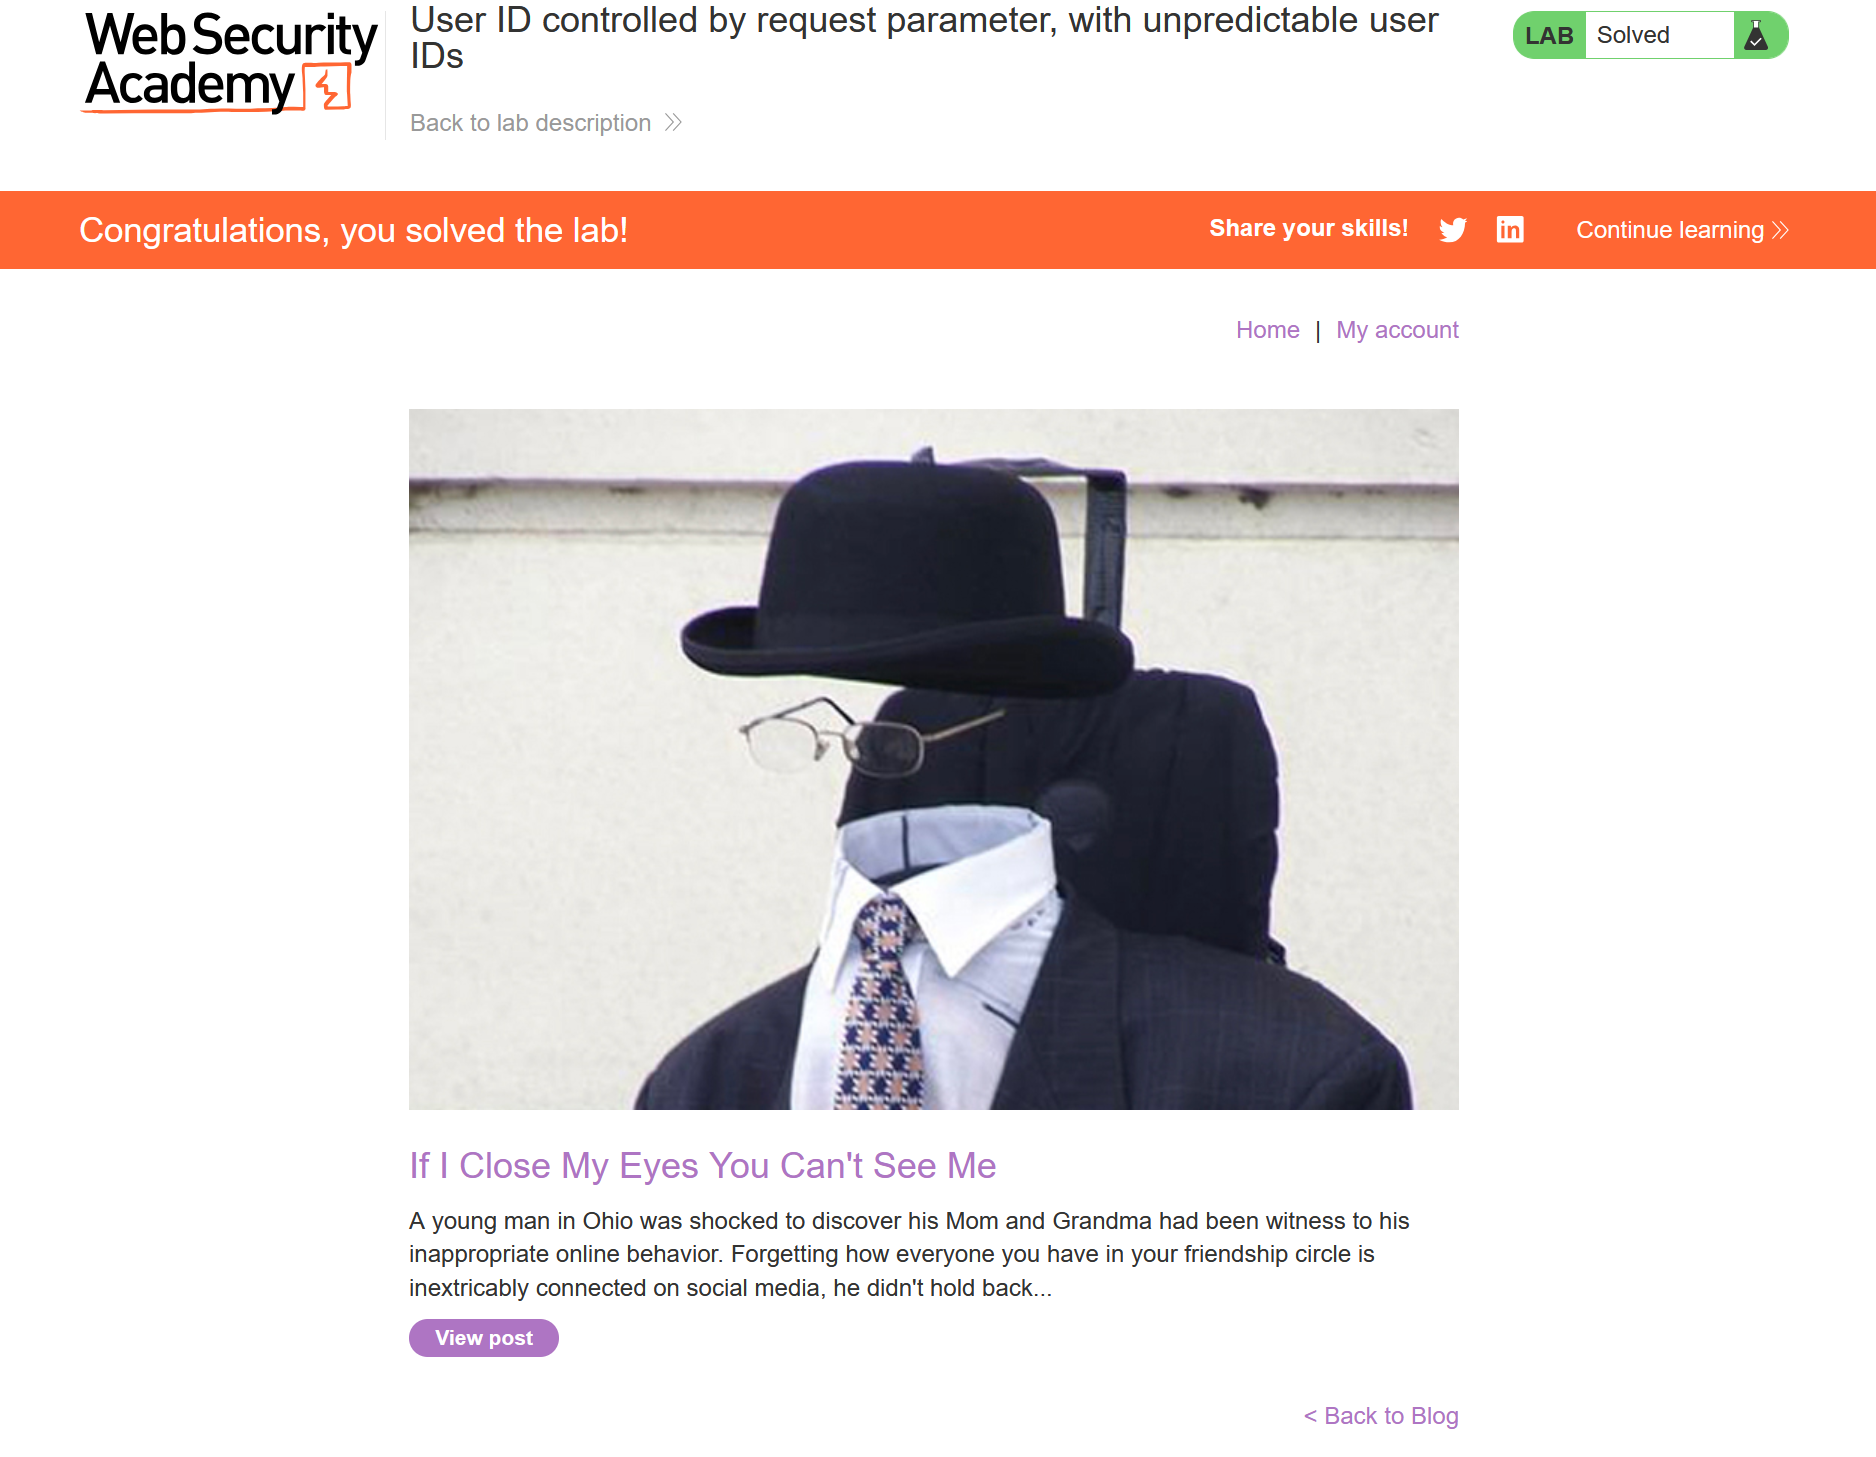 WebSecurity
Academy
User ID controlled by request parameter, with unpredictable user
IDs
Back to lab description
LAB Solved
Congratulations, you solved the lab!
Share your skills!
in
Continue learning
Home | My account
If I Close My Eyes You Can't See Me
A young man in Ohio was shocked to discover his Mom and Grandma had been witness to his
inappropriate online behavior. Forgetting how everyone you have in your friendship circle is
inextricably connected on social media, he didn't hold back...
View post
< Back to Blog